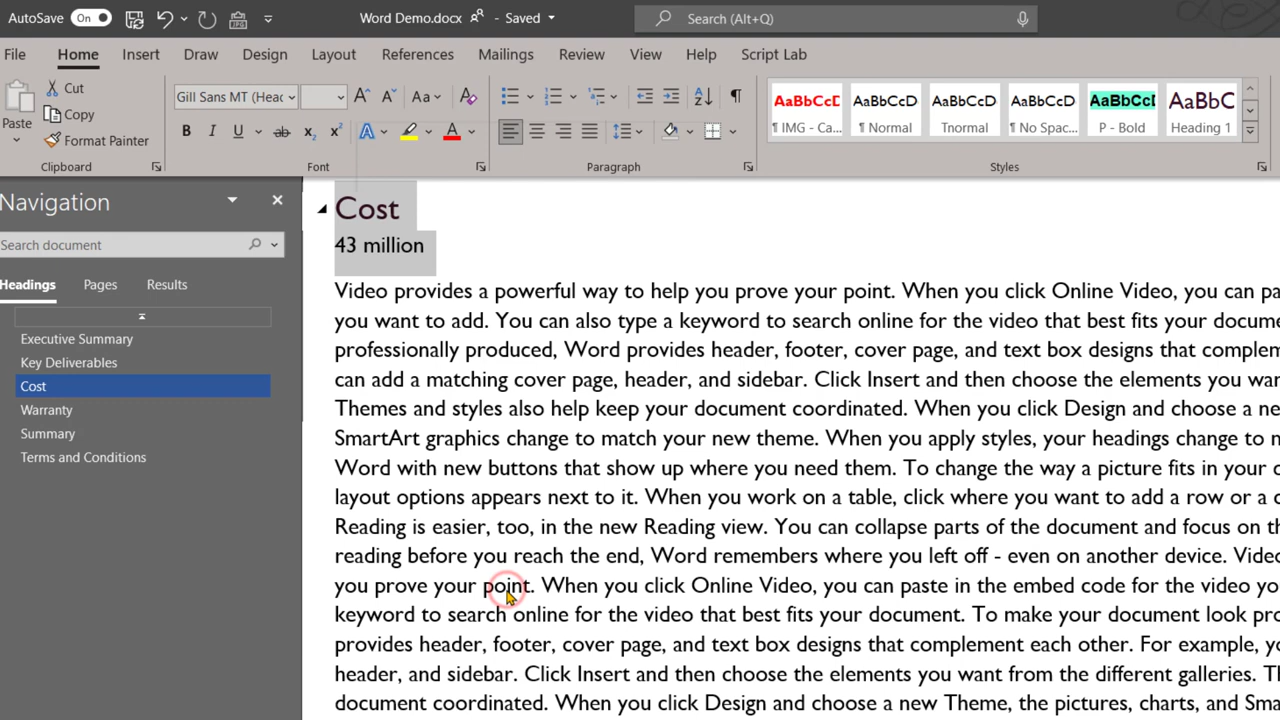 AutoSave On Word Demo.docx Saved Search (Alt+Q)
File Home Insert Draw Design Layout References Mailings Review View Help Script Lab
Paste
Cut
Copy
Format Painter
Gill Sans MT (Head
AaBbCcD AaBbCcD AaBbCcD AaBbCcD AaBbCcD AaBbC
¶ IMG - Ca... ¶ Normal Tnormal ¶ No Spac... P - Bold Heading 1
Clipboard Font Paragraph Styles
Navigation
Search document
Headings Pages Results
Executive Summary
Key Deliverables
Cost
Warranty
Summary
Terms and Conditions
Cost
43 million
Video provides a powerful way to help you prove your point. When you click Online Video, you can pa
you want to add. You can also type a keyword to search online for the video that best fits your docume
professionally produced, Word provides header, footer, cover page, and text box designs that complem
can add a matching cover page, header, and sidebar. Click Insert and then choose the elements you wan
Themes and styles also help keep your document coordinated. When you click Design and choose a ne
SmartArt graphics change to match your new theme. When you apply styles, your headings change to m
Word with new buttons that show up where you need them. To change the way a picture fits in your d
layout options appears next to it. When you work on a table, click where you want to add a row or a c
Reading is easier, too, in the new Reading view. You can collapse parts of the document and focus on th
reading before you reach the end, Word remembers where you left off - even on another device. Vide
you prove your point. When you click Online Video, you can paste in the embed code for the video yo
keyword to search online for the video that best fits your document. To make your document look pro
provides header, footer, cover page, and text box designs that complement each other. For example, yo
header, and sidebar. Click Insert and then choose the elements you want from the different galleries. Th
document coordinated. When you click Design and choose a new Theme, the pictures, charts, and Sma